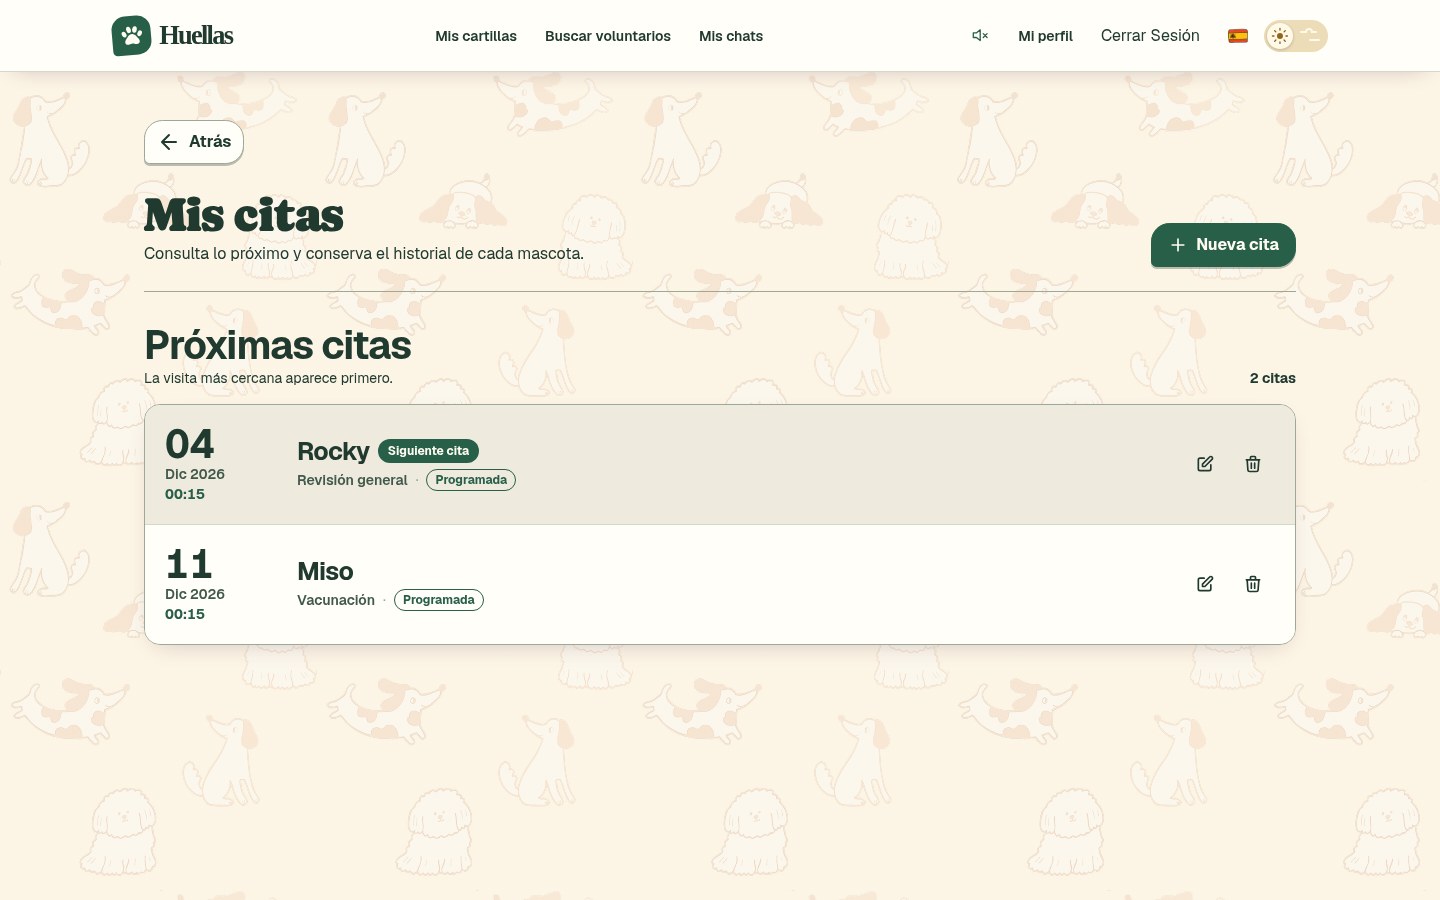 Huellas
Mis cartillas
Buscar voluntarios
Mis chats
Mi perfil
Cerrar Sesión
Atrás
Mis citas
Consulta lo próximo y conserva el historial de cada mascota.
Nueva cita
Próximas citas
La visita más cercana aparece primero.
2 citas
04
Dic 2026
00:15
Rocky Siguiente cita
Revisión general · Programada
11
Dic 2026
00:15
Miso
Vacunación · Programada